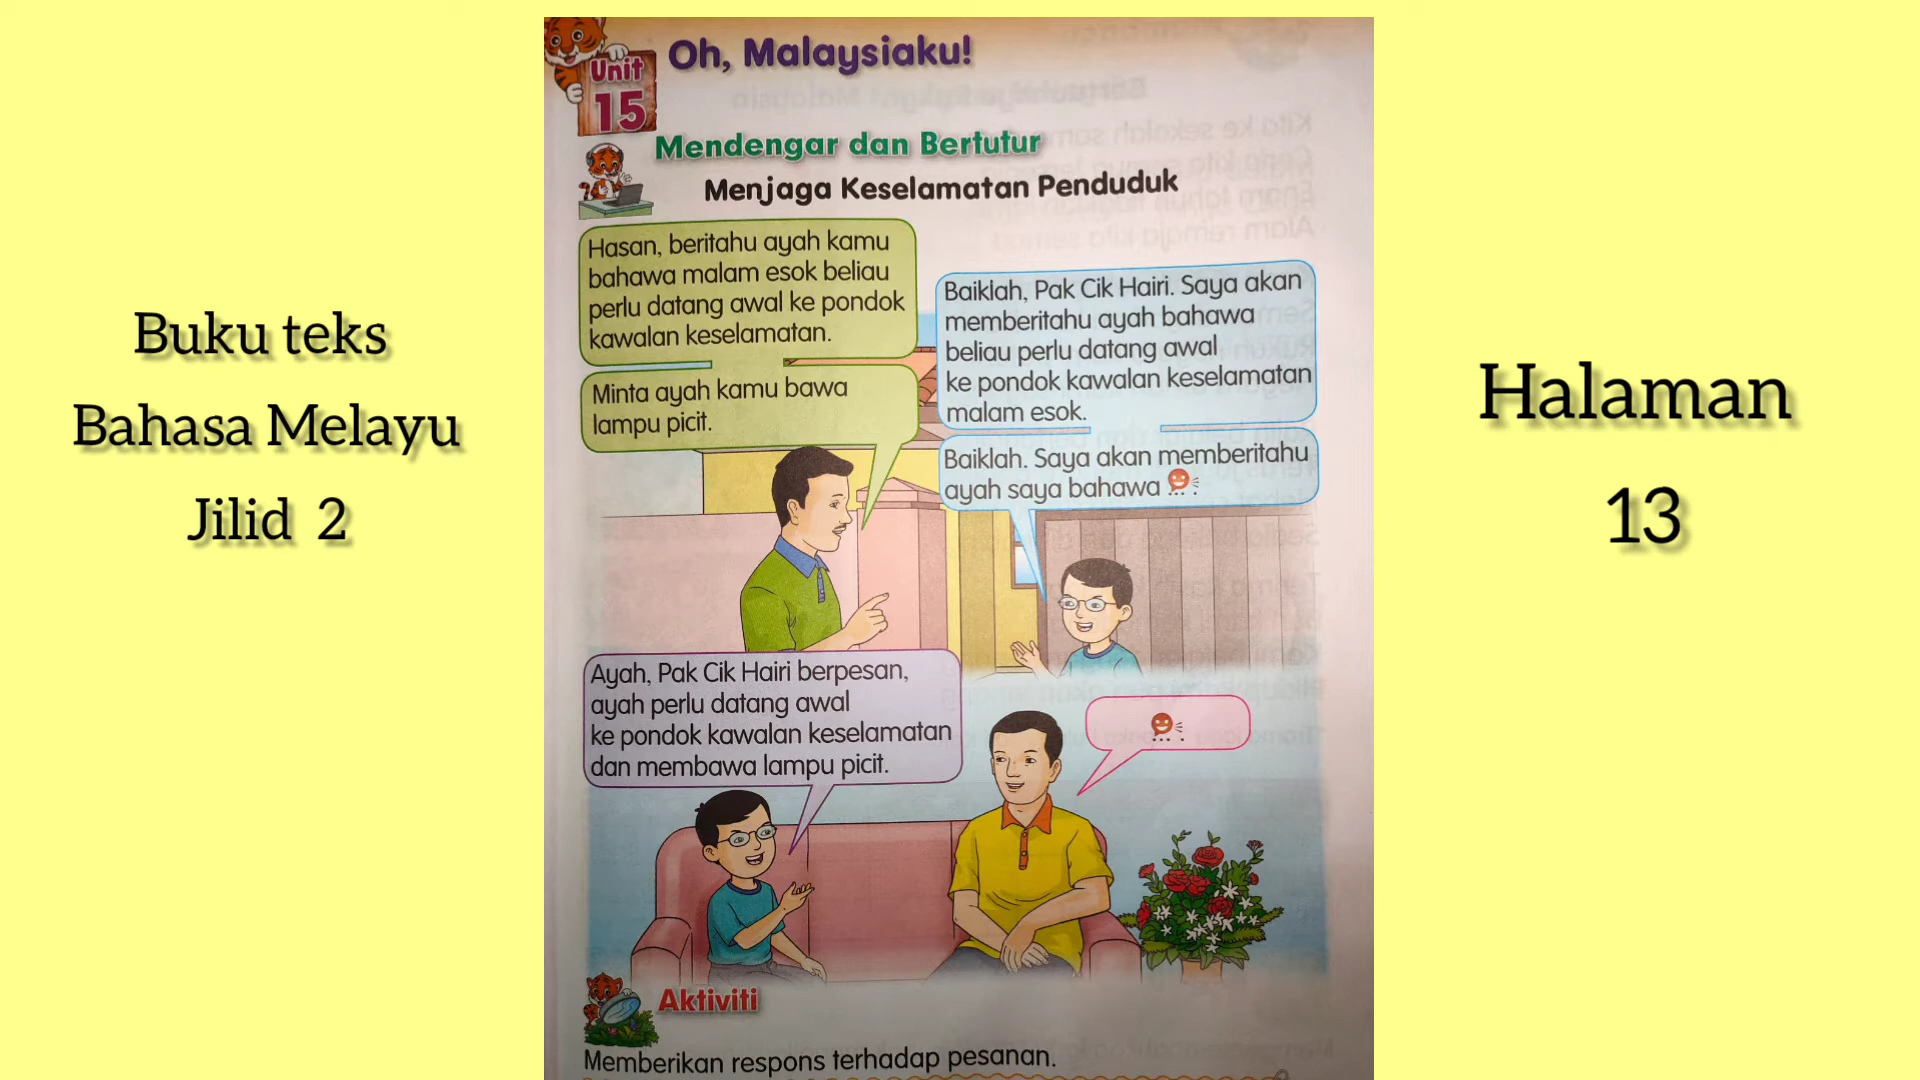 Buku teks
Bahasa Melayu
Jilid 2
Oh, Malaysiaku!
Unit
15
Mendengar dan Bertutur
Menjaga Keselamatan Penduduk
Hasan, beritahu ayah kamu
bahawa malam esok beliau
perlu datang awal ke pondok
kawalan keselamatan.
Minta ayah kamu bawa
lampu picit.
Baiklah, Pak Cik Hairi. Saya akan
memberitahu ayah bahawa
beliau perlu datang awal
ke pondok kawalan keselamatan
malam esok.
Baiklah. Saya akan memberitahu
ayah saya bahawa ... .
Ayah, Pak Cik Hairi berpesan,
ayah perlu datang awal
ke pondok kawalan keselamatan
dan membawa lampu picit.
... .
Aktiviti
Memberikan respons terhadap pesanan.
Halaman
13